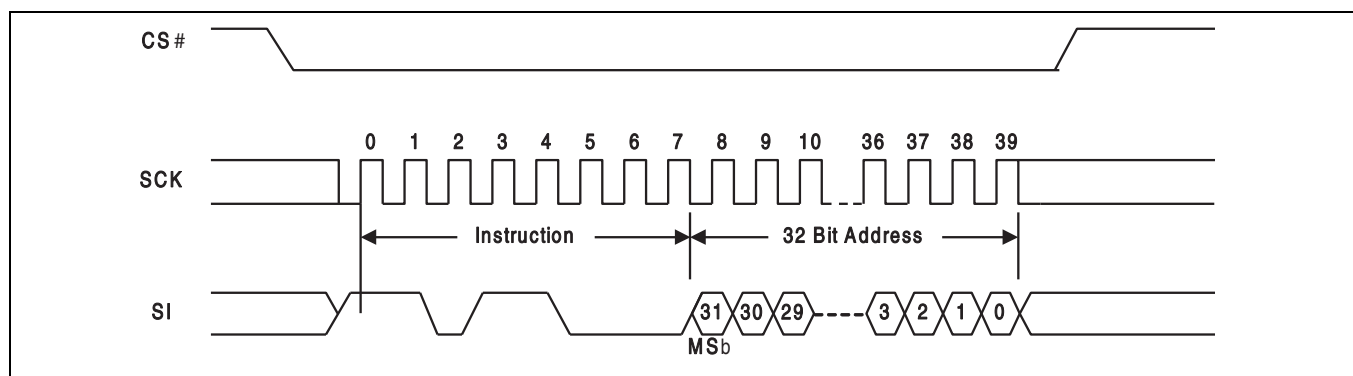 CS#
0 1 2 3 4 5 6 7 8 9 10 36 37 38 39
SCK
Instruction 32 Bit Address
SI 31 30 29 3 2 1 0
MSb